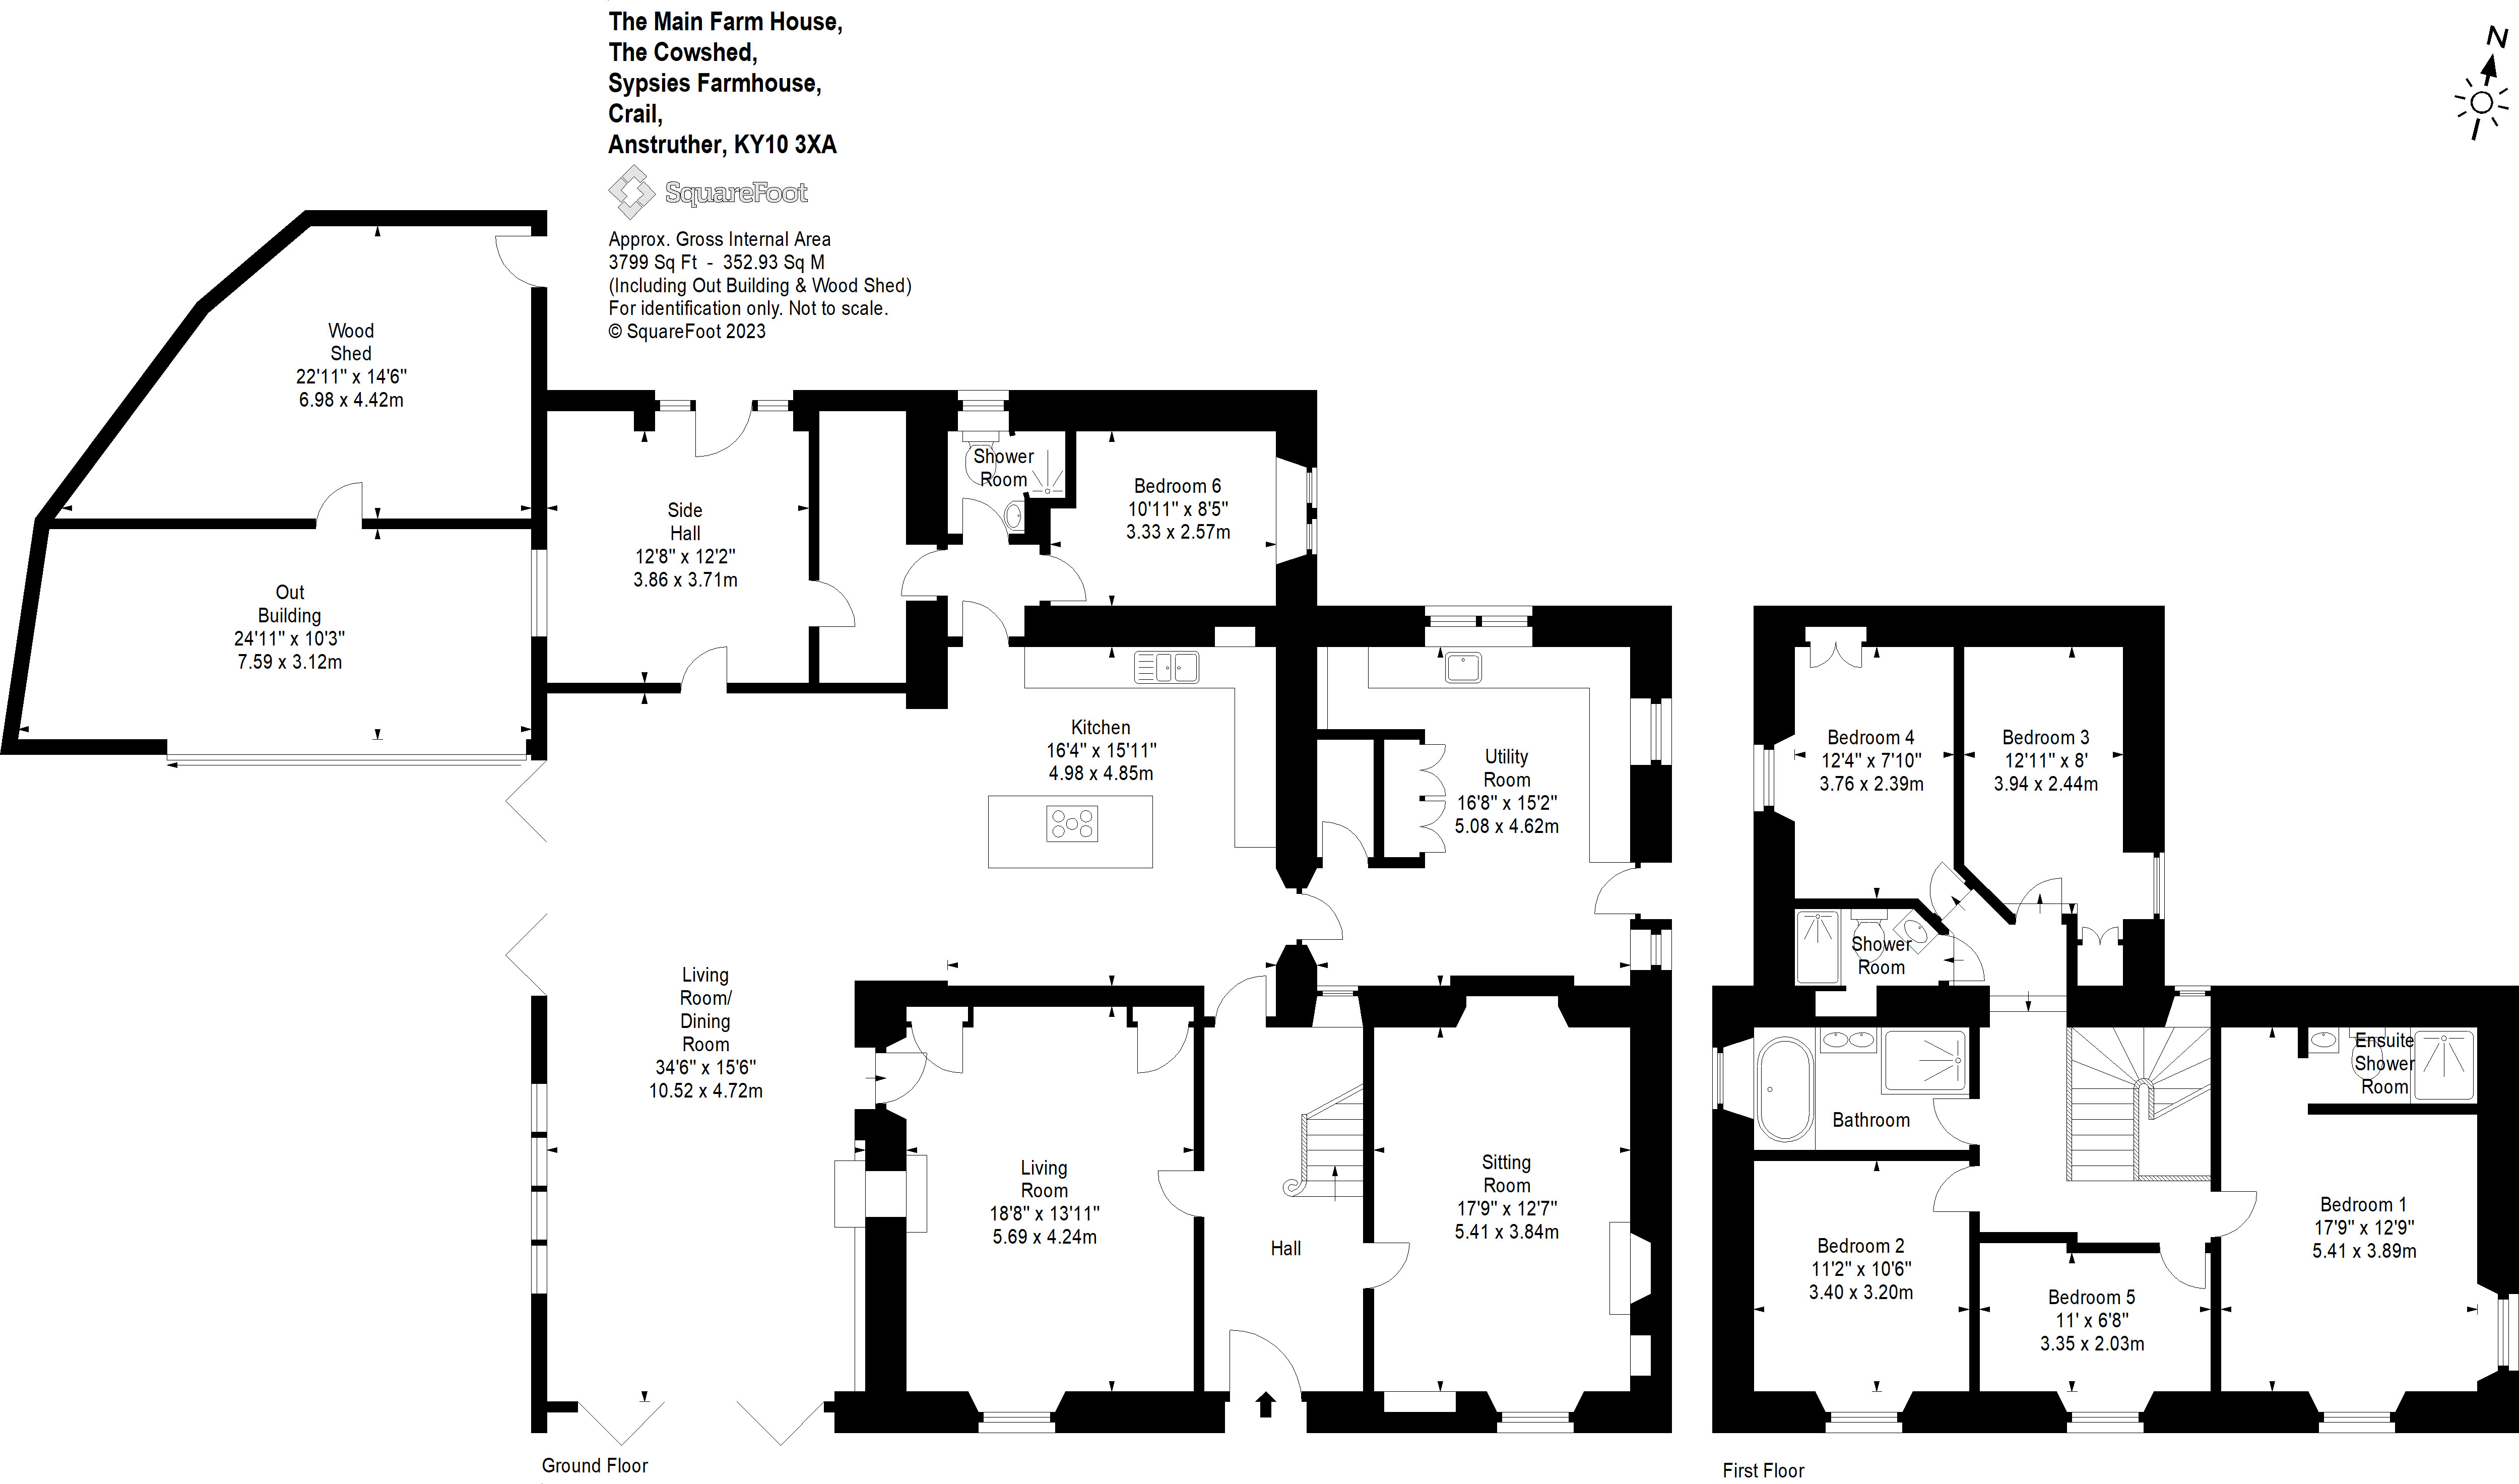 The Main Farm House,
The Cowshed,
Sypsies Farmhouse,
Crail,
Anstruther, KY10 3XA
SquareFoot
Approx. Gross Internal Area
3799 Sq Ft - 352.93 Sq M
(Including Out Building & Wood Shed)
For identification only. Not to scale.
© SquareFoot 2023
N
Wood
Shed
22'11" x 14'6"
6.98 x 4.42m
Out
Building
24'11" x 10'3"
7.59 x 3.12m
Side
Hall
12'8" x 12'2"
3.86 x 3.71m
Shower
Room
Bedroom 6
10'11" x 8'5"
3.33 x 2.57m
Kitchen
16'4" x 15'11"
4.98 x 4.85m
Utility
Room
16'8" x 15'2"
5.08 x 4.62m
Living
Room/
Dining
Room
34'6" x 15'6"
10.52 x 4.72m
Living
Room
18'8" x 13'11"
5.69 x 4.24m
Hall
Sitting
Room
17'9" x 12'7"
5.41 x 3.84m
Ground Floor
Bedroom 4
12'4" x 7'10"
3.76 x 2.39m
Bedroom 3
12'11" x 8'
3.94 x 2.44m
Shower
Room
Bathroom
Ensuite
Shower
Room
Bedroom 1
17'9" x 12'9"
5.41 x 3.89m
Bedroom 2
11'2" x 10'6"
3.40 x 3.20m
Bedroom 5
11' x 6'8"
3.35 x 2.03m
First Floor